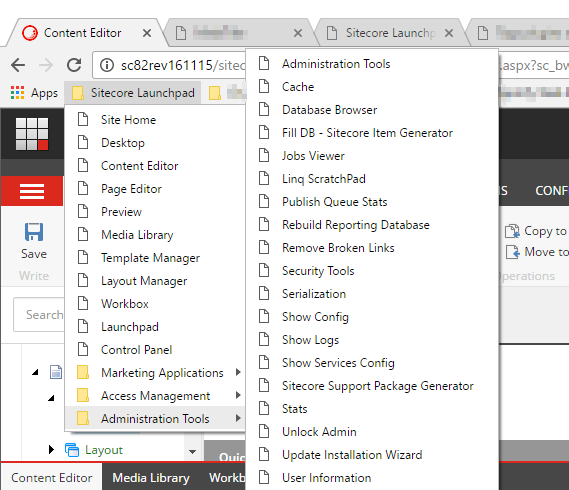 Content Editor
Sitecore Launchp
sc82rev161115/sitec
.aspx?sc_bw
Apps
Sitecore Launchpad
Site Home
Desktop
Content Editor
Page Editor
Preview
Media Library
Template Manager
Layout Manager
Workbox
Launchpad
Control Panel
Marketing Applications
Access Management
Administration Tools
Administration Tools
Cache
Database Browser
Fill DB - Sitecore Item Generator
Jobs Viewer
Linq ScratchPad
Publish Queue Stats
Rebuild Reporting Database
Remove Broken Links
Security Tools
Serialization
Show Config
Show Logs
Show Services Config
Sitecore Support Package Generator
Stats
Unlock Admin
Update Installation Wizard
User Information
NS
CONF
Save
Write
Copy to
Move to
Operations
Search
Layout
Quic
Content Editor
Media Library
Workb